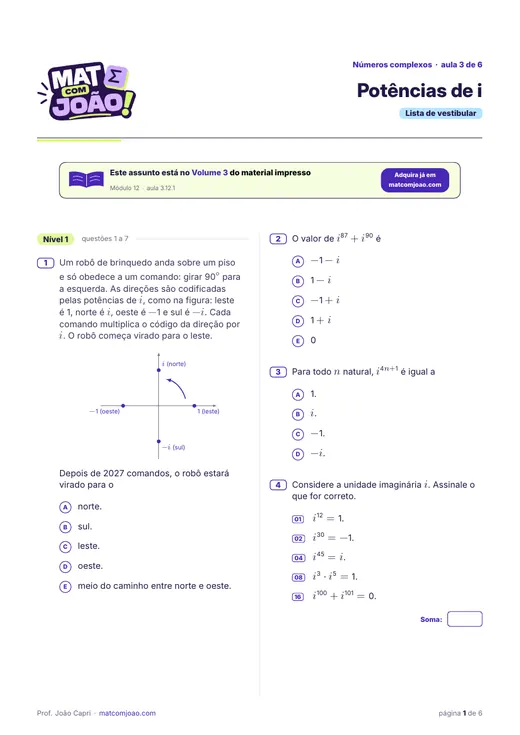 MAT Σ
COM
JOÃO!
Números complexos · aula 3 de 6
Potências de i
Lista de vestibular
Este assunto está no Volume 3 do material impresso
Módulo 12 · aula 3.12.1
Adquira já em
matcomjoao.com
Nível 1 questões 1 a 7
1 Um robô de brinquedo anda sobre um piso
e só obedece a um comando: girar 90° para
a esquerda. As direções são codificadas
pelas potências de i, como na figura: leste
é 1, norte é i, oeste é −1 e sul é −i. Cada
comando multiplica o código da direção por
i. O robô começa virado para o leste.
i (norte)
−1 (oeste)
1 (leste)
−i (sul)
Depois de 2027 comandos, o robô estará
virado para o
A norte.
B sul.
C leste.
D oeste.
E meio do caminho entre norte e oeste.
2 O valor de i^87 + i^90 é
A −1 − i
B 1 − i
C −1 + i
D 1 + i
E 0
3 Para todo n natural, i^4n+1 é igual a
A 1.
B i.
C −1.
D −i.
4 Considere a unidade imaginária i. Assinale o
que for correto.
01 i^12 = 1.
02 i^30 = −1.
04 i^45 = i.
08 i^3 · i^5 = 1.
16 i^100 + i^101 = 0.
Soma:
Prof. João Capri · matcomjoao.com
página 1 de 6